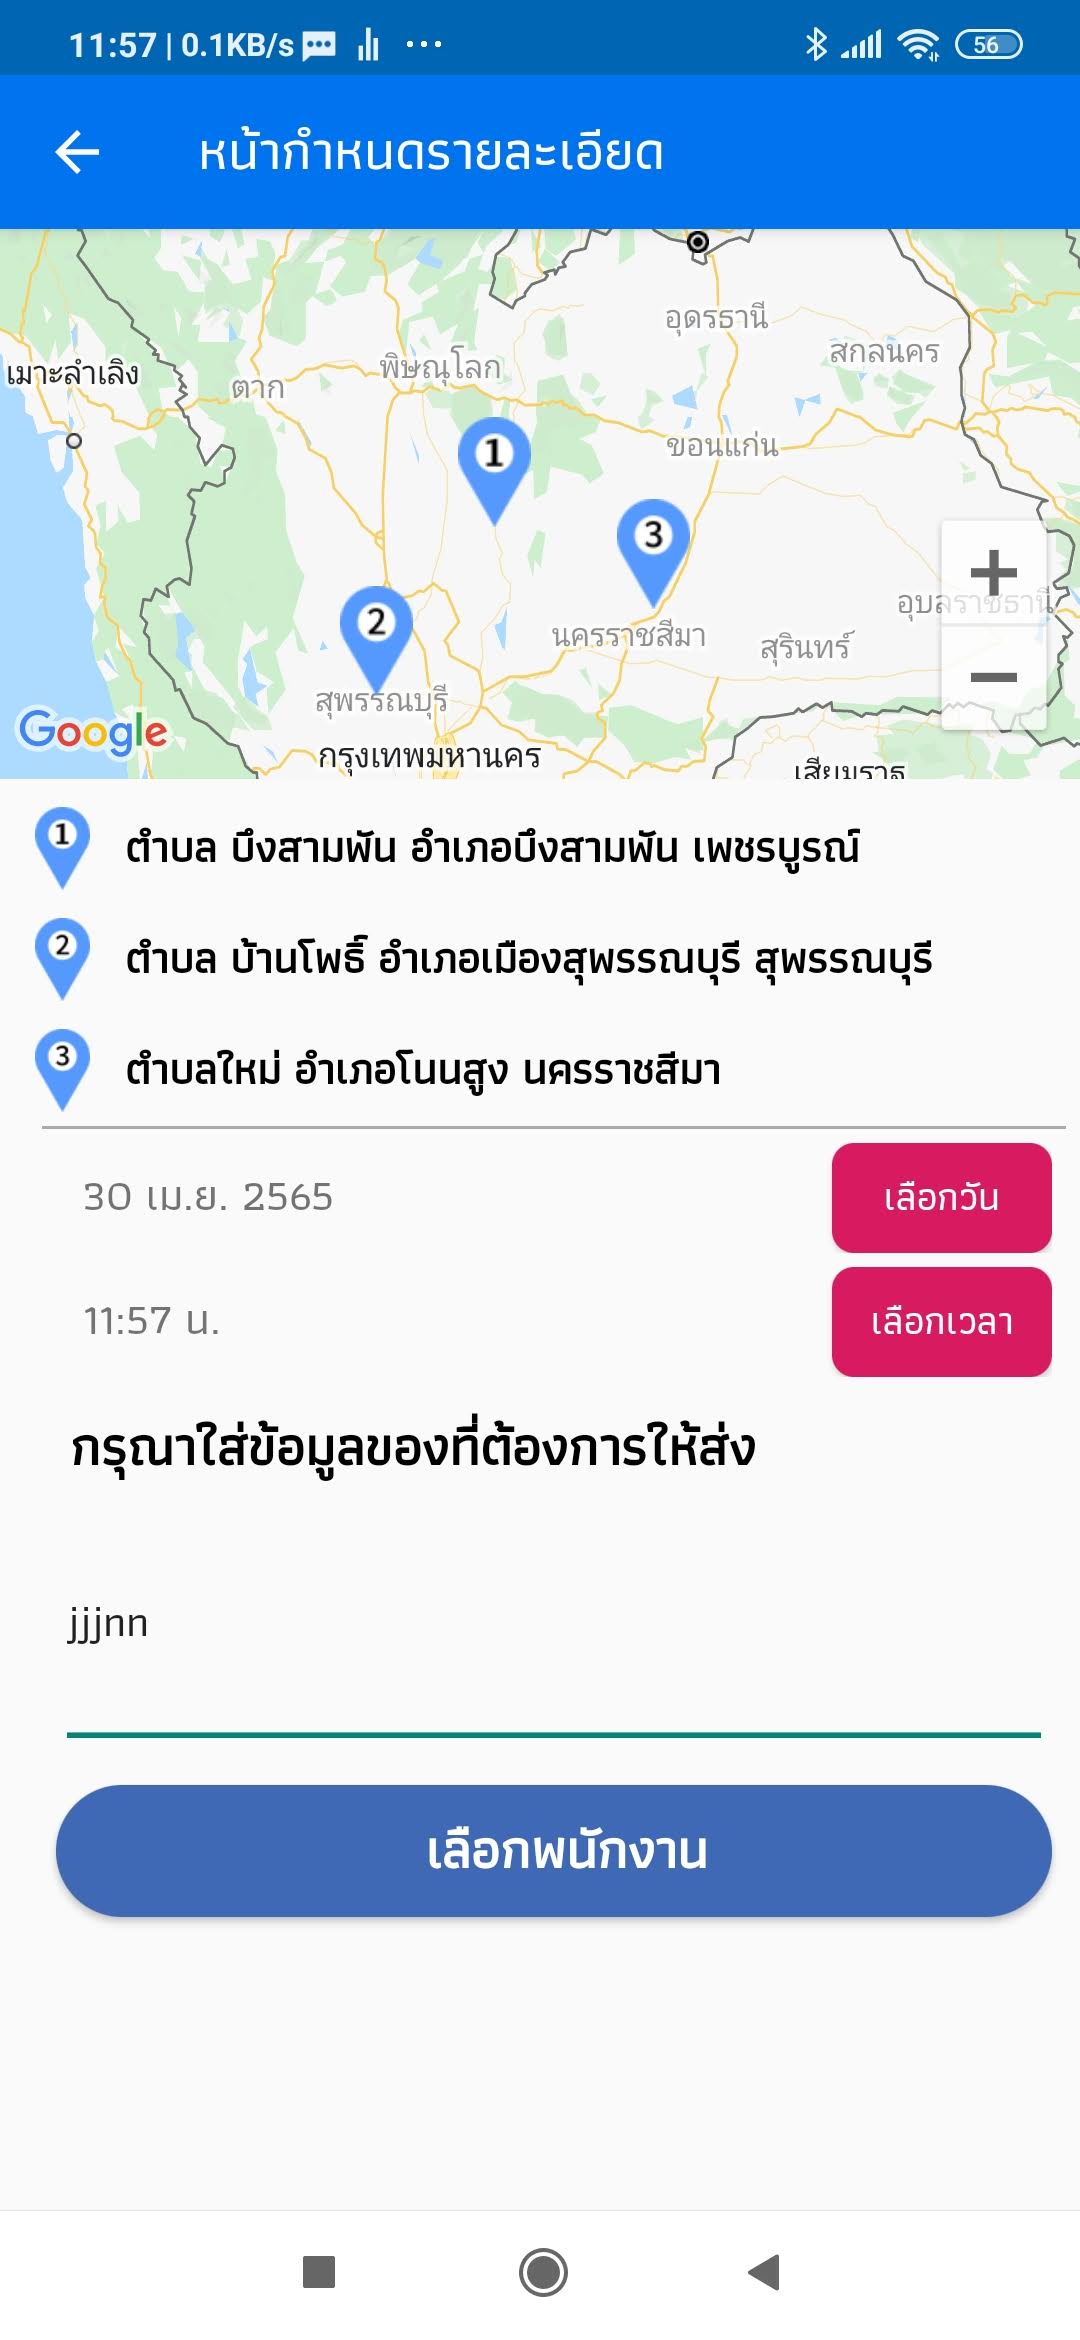 11:57 | 0.1KB/s
56
หน้ากำหนดรายละเอียด
อุดรธานี
สกลนคร
พิษณุโลก
เมาะลำเลิง
ตาก
ขอนแก่น
1
3
อุบลราชธานี
2
นครราชสีมา
สุรินทร์
สุพรรณบุรี
Google
กรุงเทพมหานคร
เสียมราฐ
1 ตำบล บึงสามพัน อำเภอบึงสามพัน เพชรบูรณ์
2 ตำบล บ้านโพธิ์ อำเภอเมืองสุพรรณบุรี สุพรรณบุรี
3 ตำบลใหม่ อำเภอโนนสูง นครราชสีมา
30 เม.ย. 2565
เลือกวัน
11:57 น.
เลือกเวลา
กรุณาใส่ข้อมูลของที่ต้องการให้ส่ง
jjjnn
เลือกพนักงาน